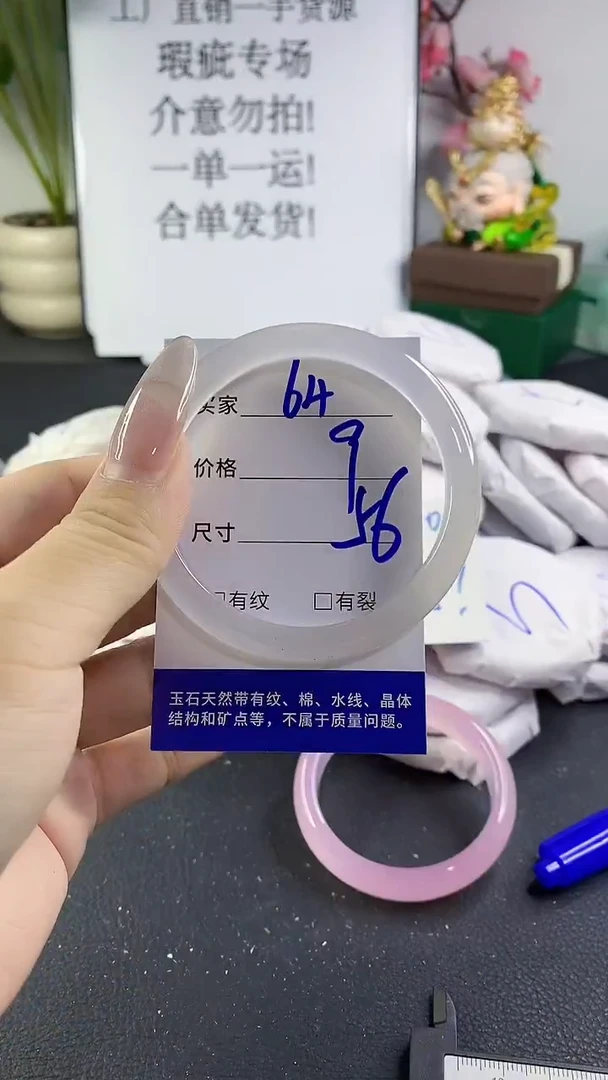 工厂直销一手货源
瑕疵专场
介意勿拍!
一单一运!
合单发货!
买家 64
价格 9
尺寸 56
□有纹 □有裂
玉石天然带有纹、棉、水线、晶体
结构和矿点等，不属于质量问题。